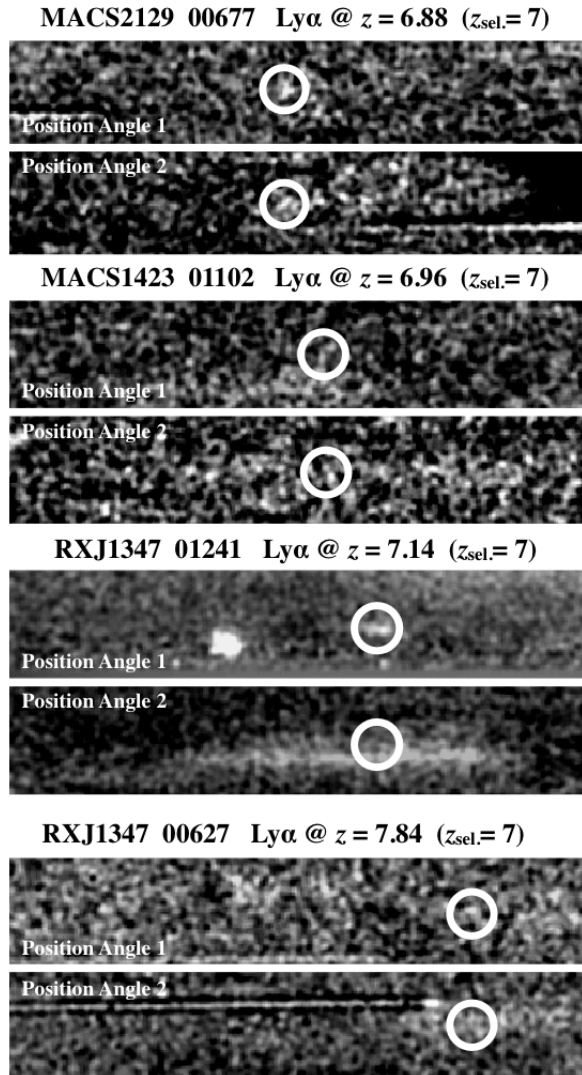 MACS2129 00677 Lyα @ z = 6.88 (zsel.= 7)
Position Angle 1
Position Angle 2
MACS1423 01102 Lyα @ z = 6.96 (zsel.= 7)
Position Angle 1
Position Angle 2
RXJ1347 01241 Lyα @ z = 7.14 (zsel.= 7)
Position Angle 1
Position Angle 2
RXJ1347 00627 Lyα @ z = 7.84 (zsel.= 7)
Position Angle 1
Position Angle 2